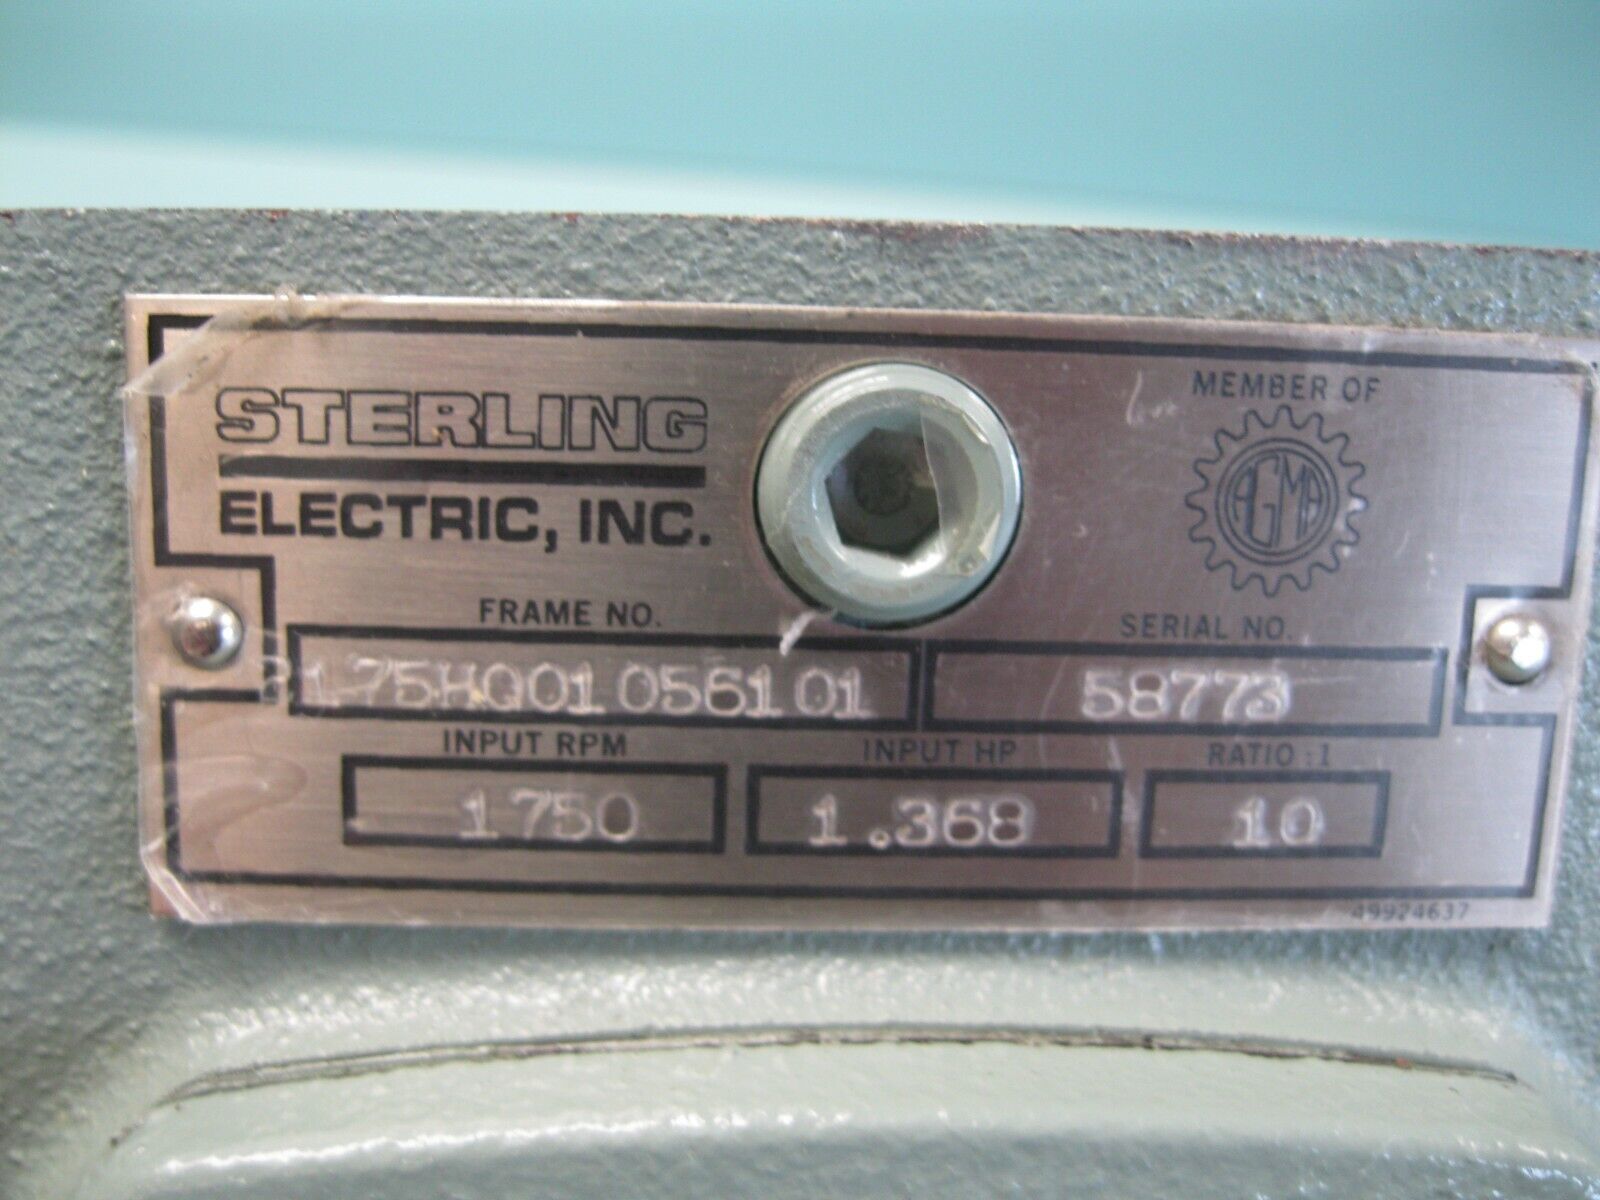 STERLING
ELECTRIC, INC.
MEMBER OF
AGMA
FRAME NO.
SERIAL NO.
2175HQ01056101
58773
INPUT RPM
INPUT HP
RATIO :1
1750
1.368
10
49924637